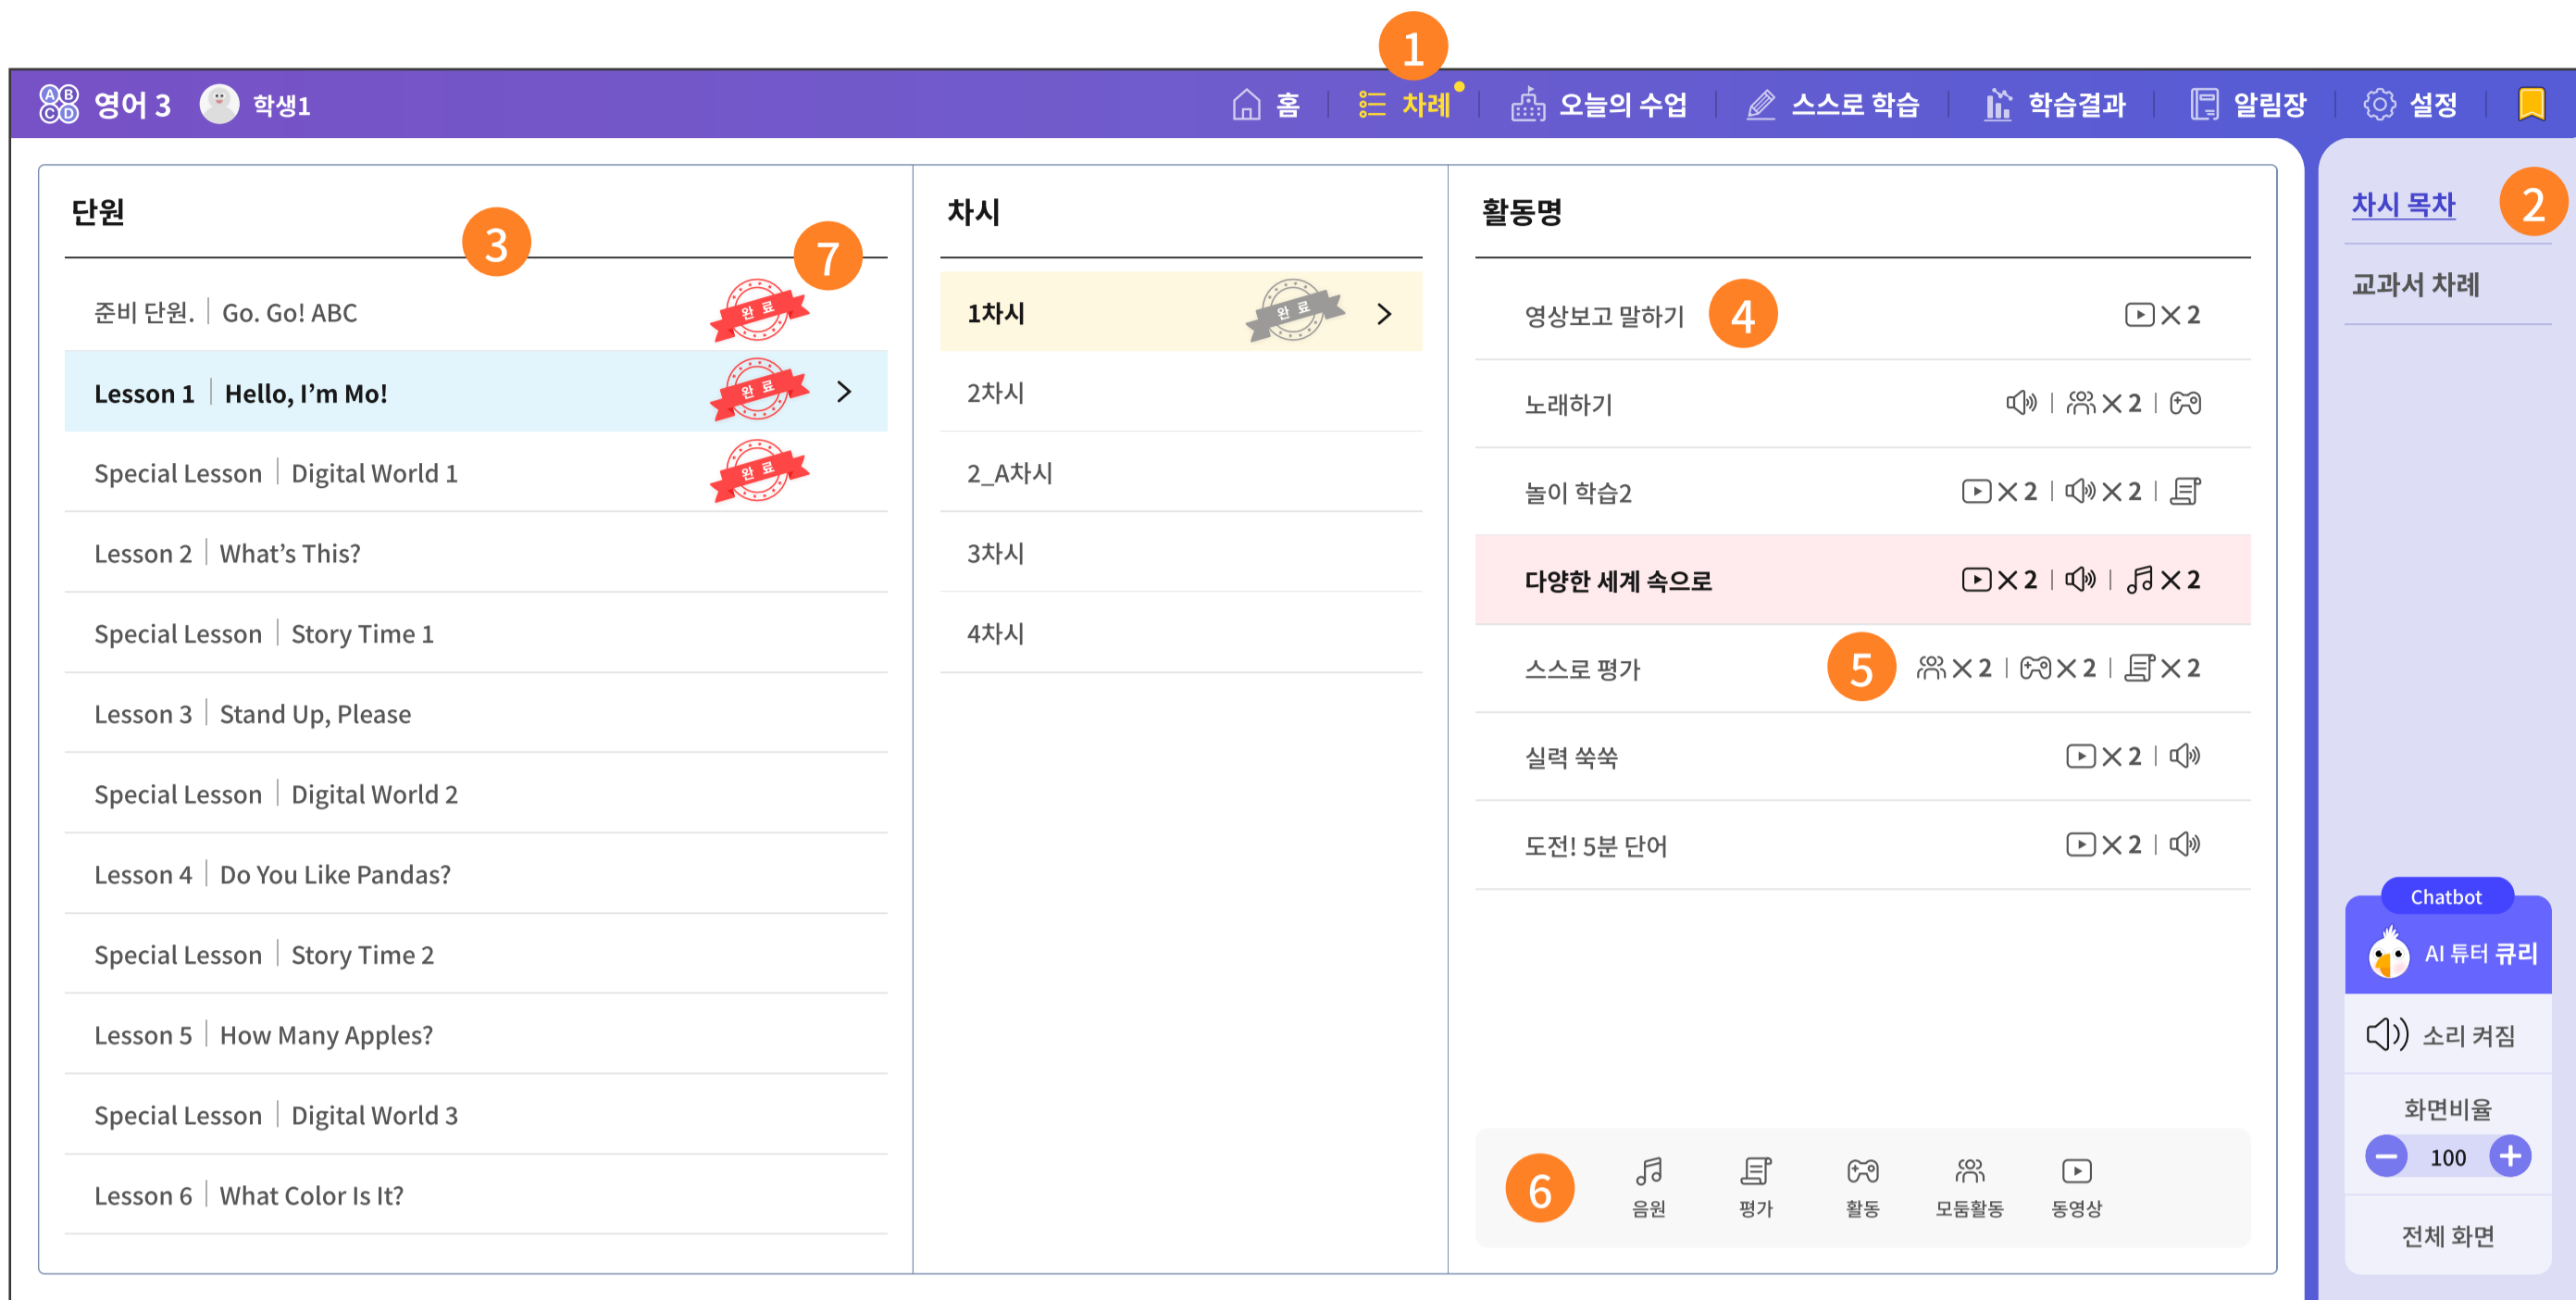 1
영어 3 학생1 홈 차례 오늘의 수업 스스로 학습 학습결과 알림장 설정
단원
3
7
준비 단원. Go. Go! ABC 완료
Lesson 1 Hello, I'm Mo! 완료
Special Lesson Digital World 1 완료
Lesson 2 What's This?
Special Lesson Story Time 1
Lesson 3 Stand Up, Please
Special Lesson Digital World 2
Lesson 4 Do You Like Pandas?
Special Lesson Story Time 2
Lesson 5 How Many Apples?
Special Lesson Digital World 3
Lesson 6 What Color Is It?
차시
1차시 완료
2차시
2_A차시
3차시
4차시
활동명
영상보고 말하기 4 × 2
노래하기 × 2
놀이 학습2 × 2 × 2
다양한 세계 속으로 × 2 × 2
스스로 평가 5 × 2 × 2 × 2
실력 쑥쑥 × 2
도전! 5분 단어 × 2
6
음원 평가 활동 모둠활동 동영상
차시 목차 2
교과서 차례
Chatbot
AI 튜터 큐리
소리 켜짐
화면비율
100
전체 화면